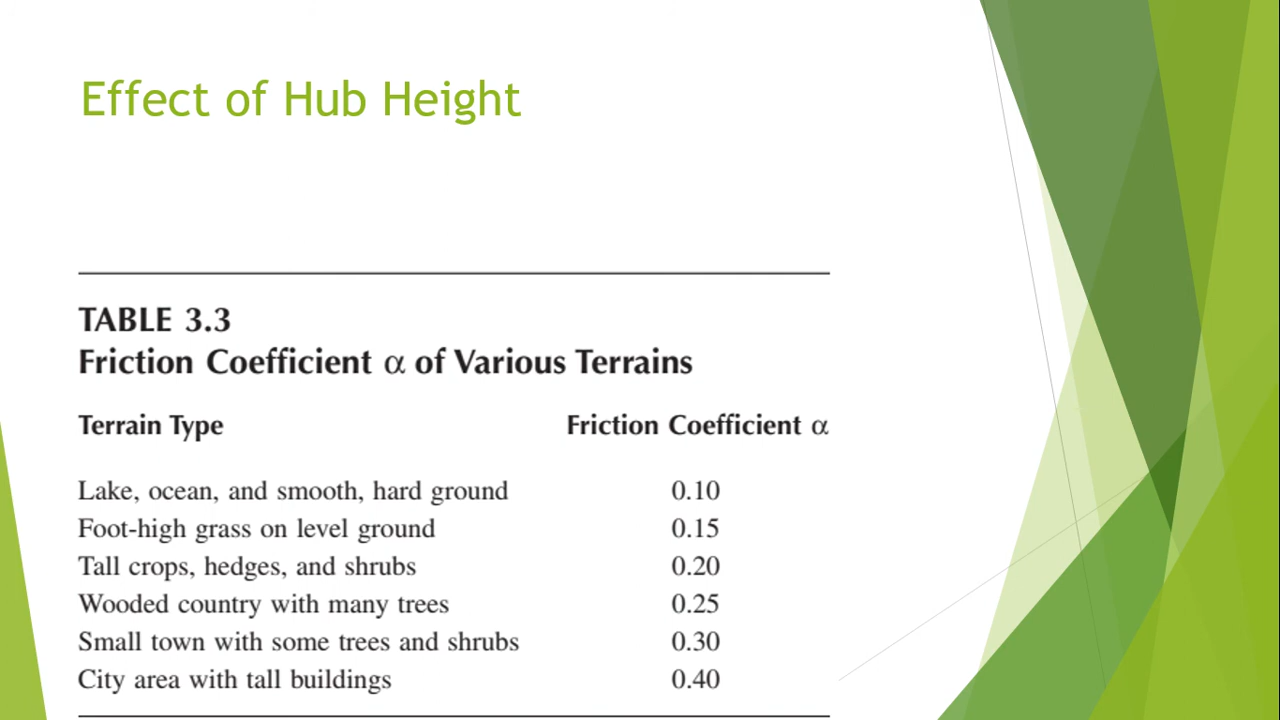 Effect of Hub Height
TABLE 3.3
Friction Coefficient α of Various Terrains
Terrain Type Friction Coefficient α
Lake, ocean, and smooth, hard ground 0.10
Foot-high grass on level ground 0.15
Tall crops, hedges, and shrubs 0.20
Wooded country with many trees 0.25
Small town with some trees and shrubs 0.30
City area with tall buildings 0.40